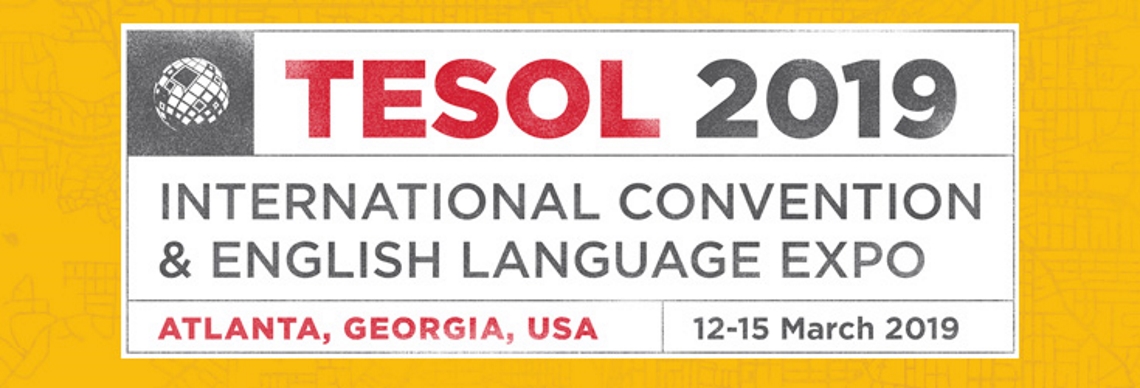 TESOL 2019
INTERNATIONAL CONVENTION
& ENGLISH LANGUAGE EXPO
ATLANTA, GEORGIA, USA
12-15 March 2019